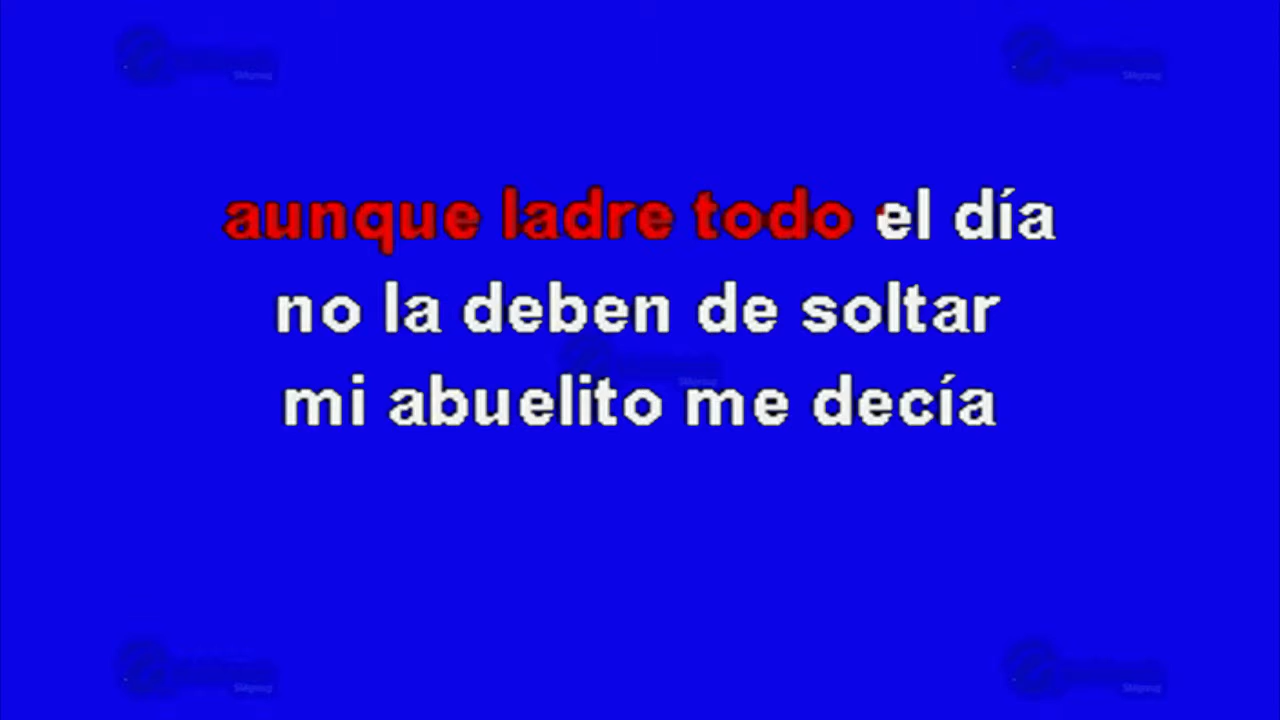 aunque ladre todo el día
no la deben de soltar
mi abuelito me decía